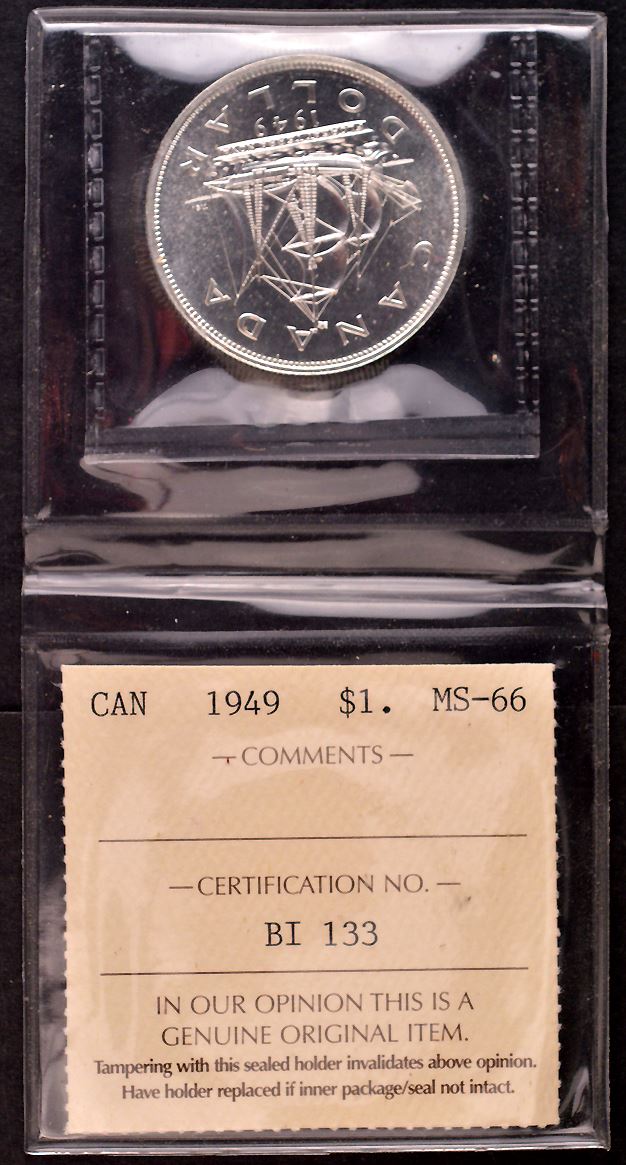 CANADA
1949
DOLLAR
CAN 1949 $1. MS-66
— COMMENTS —
— CERTIFICATION NO. —
BI 133
IN OUR OPINION THIS IS A
GENUINE ORIGINAL ITEM.
Tampering with this sealed holder invalidates above opinion.
Have holder replaced if inner package/seal not intact.